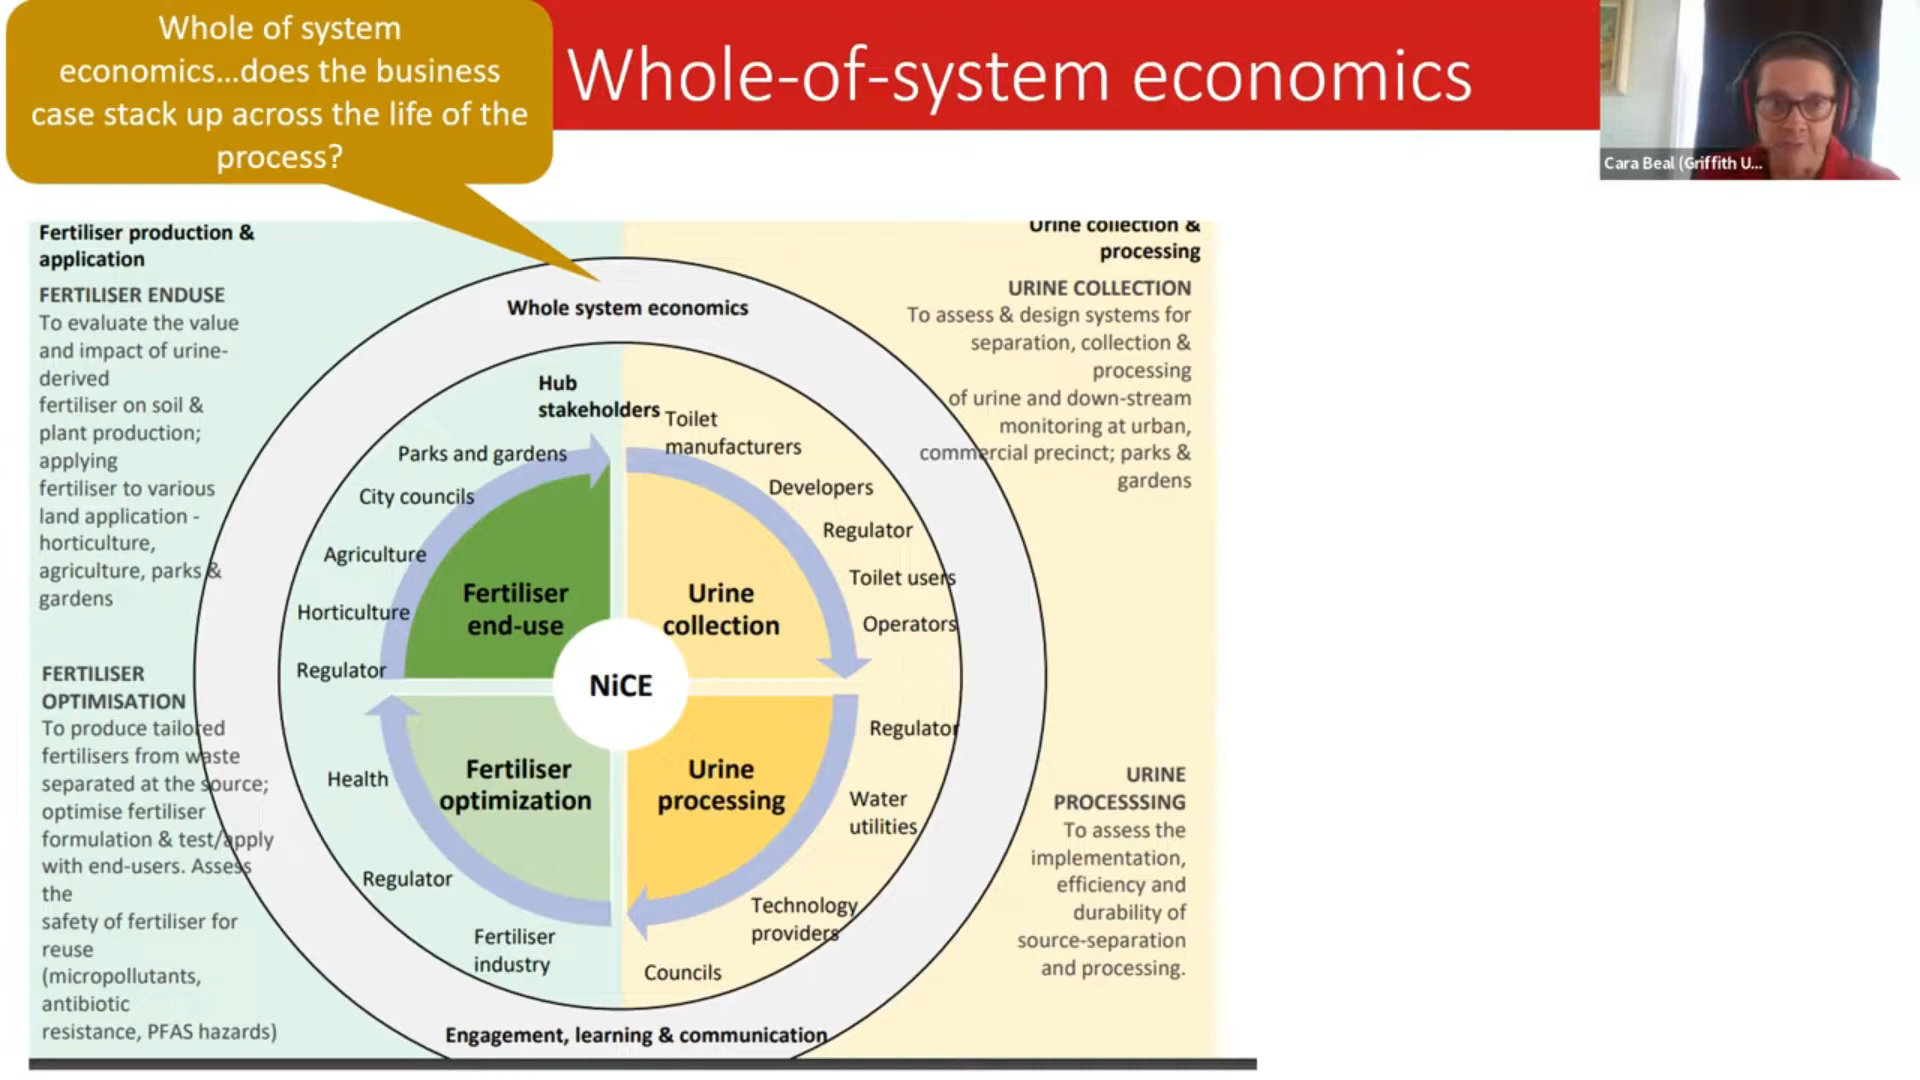 Whole of system
economics...does the business
case stack up across the life of the
process?
Whole-of-system economics
Cara Beal (Griffith U...
Fertiliser production &
application
FERTILISER ENDUSE
To evaluate the value
and impact of urine-
derived
fertiliser on soil &
plant production;
applying
fertiliser to various
land application -
horticulture,
agriculture, parks &
gardens
FERTILISER
OPTIMISATION
To produce tailored
fertilisers from waste
separated at the source;
optimise fertiliser
formulation & test/apply
with end-users. Assess
the
safety of fertiliser for
reuse
(micropollutants,
antibiotic
resistance, PFAS hazards)
Whole system economics
Hub
stakeholders
Parks and gardens
City councils
Agriculture
Horticulture
Regulator
Health
Regulator
Fertiliser
industry
Fertiliser
end-use
Urine
collection
NiCE
Fertiliser
optimization
Urine
processing
Toilet
manufacturers
Developers
Regulator
Toilet users
Operators
Regulator
Water
utilities
Technology
providers
Councils
Engagement, learning & communication
Urine collection &
processing
URINE COLLECTION
To assess & design systems for
separation, collection &
processing
of urine and down-stream
monitoring at urban,
commercial precinct; parks &
gardens
URINE
PROCESSSING
To assess the
implementation,
efficiency and
durability of
source-separation
and processing.